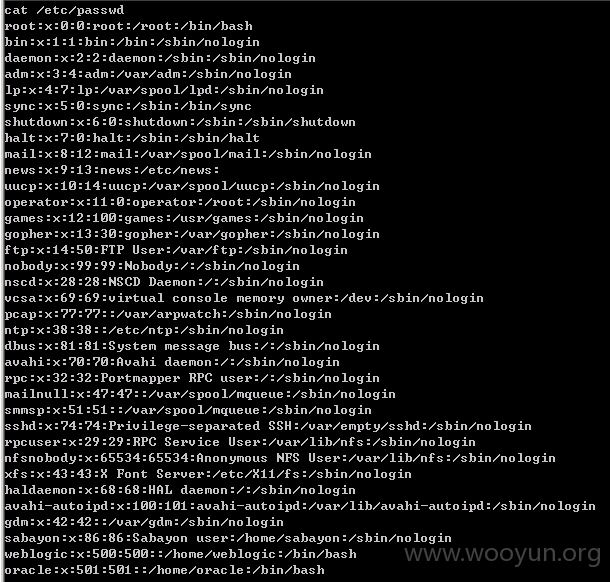 cat /etc/passwd
root:x:0:0:root:/root:/bin/bash
bin:x:1:1:bin:/bin:/sbin/nologin
daemon:x:2:2:daemon:/sbin:/sbin/nologin
adm:x:3:4:adm:/var/adm:/sbin/nologin
lp:x:4:7:lp:/var/spool/lpd:/sbin/nologin
sync:x:5:0:sync:/sbin:/bin/sync
shutdown:x:6:0:shutdown:/sbin:/sbin/shutdown
halt:x:7:0:halt:/sbin:/sbin/halt
mail:x:8:12:mail:/var/spool/mail:/sbin/nologin
news:x:9:13:news:/etc/news:
uucp:x:10:14:uucp:/var/spool/uucp:/sbin/nologin
operator:x:11:0:operator:/root:/sbin/nologin
games:x:12:100:games:/usr/games:/sbin/nologin
gopher:x:13:30:gopher:/var/gopher:/sbin/nologin
ftp:x:14:50:FTP User:/var/ftp:/sbin/nologin
nobody:x:99:99:Nobody:/:/sbin/nologin
nscd:x:28:28:NSCD Daemon:/:/sbin/nologin
vcsa:x:69:69:virtual console memory owner:/dev:/sbin/nologin
pcap:x:77:77::/var/arpwatch:/sbin/nologin
ntp:x:38:38::/etc/ntp:/sbin/nologin
dbus:x:81:81:System message bus:/:/sbin/nologin
avahi:x:70:70:Avahi daemon:/:/sbin/nologin
rpc:x:32:32:Portmapper RPC user:/:/sbin/nologin
mailnull:x:47:47::/var/spool/mqueue:/sbin/nologin
smmsp:x:51:51::/var/spool/mqueue:/sbin/nologin
sshd:x:74:74:Privilege-separated SSH:/var/empty/sshd:/sbin/nologin
rpcuser:x:29:29:RPC Service User:/var/lib/nfs:/sbin/nologin
nfsnobody:x:65534:65534:Anonymous NFS User:/var/lib/nfs:/sbin/nologin
xfs:x:43:43:X Font Server:/etc/X11/fs:/sbin/nologin
haldaemon:x:68:68:HAL daemon:/:/sbin/nologin
avahi-autoipd:x:100:101:avahi-autoipd:/var/lib/avahi-autoipd:/sbin/nologin
gdm:x:42:42::/var/gdm:/sbin/nologin
sabayon:x:86:86:Sabayon user:/home/sabayon:/sbin/nologin
weblogic:x:500:500::/home/weblogic:/bin/bash
oracle:x:501:501::/home/oracle:/bin/bash
www.wooyun.org